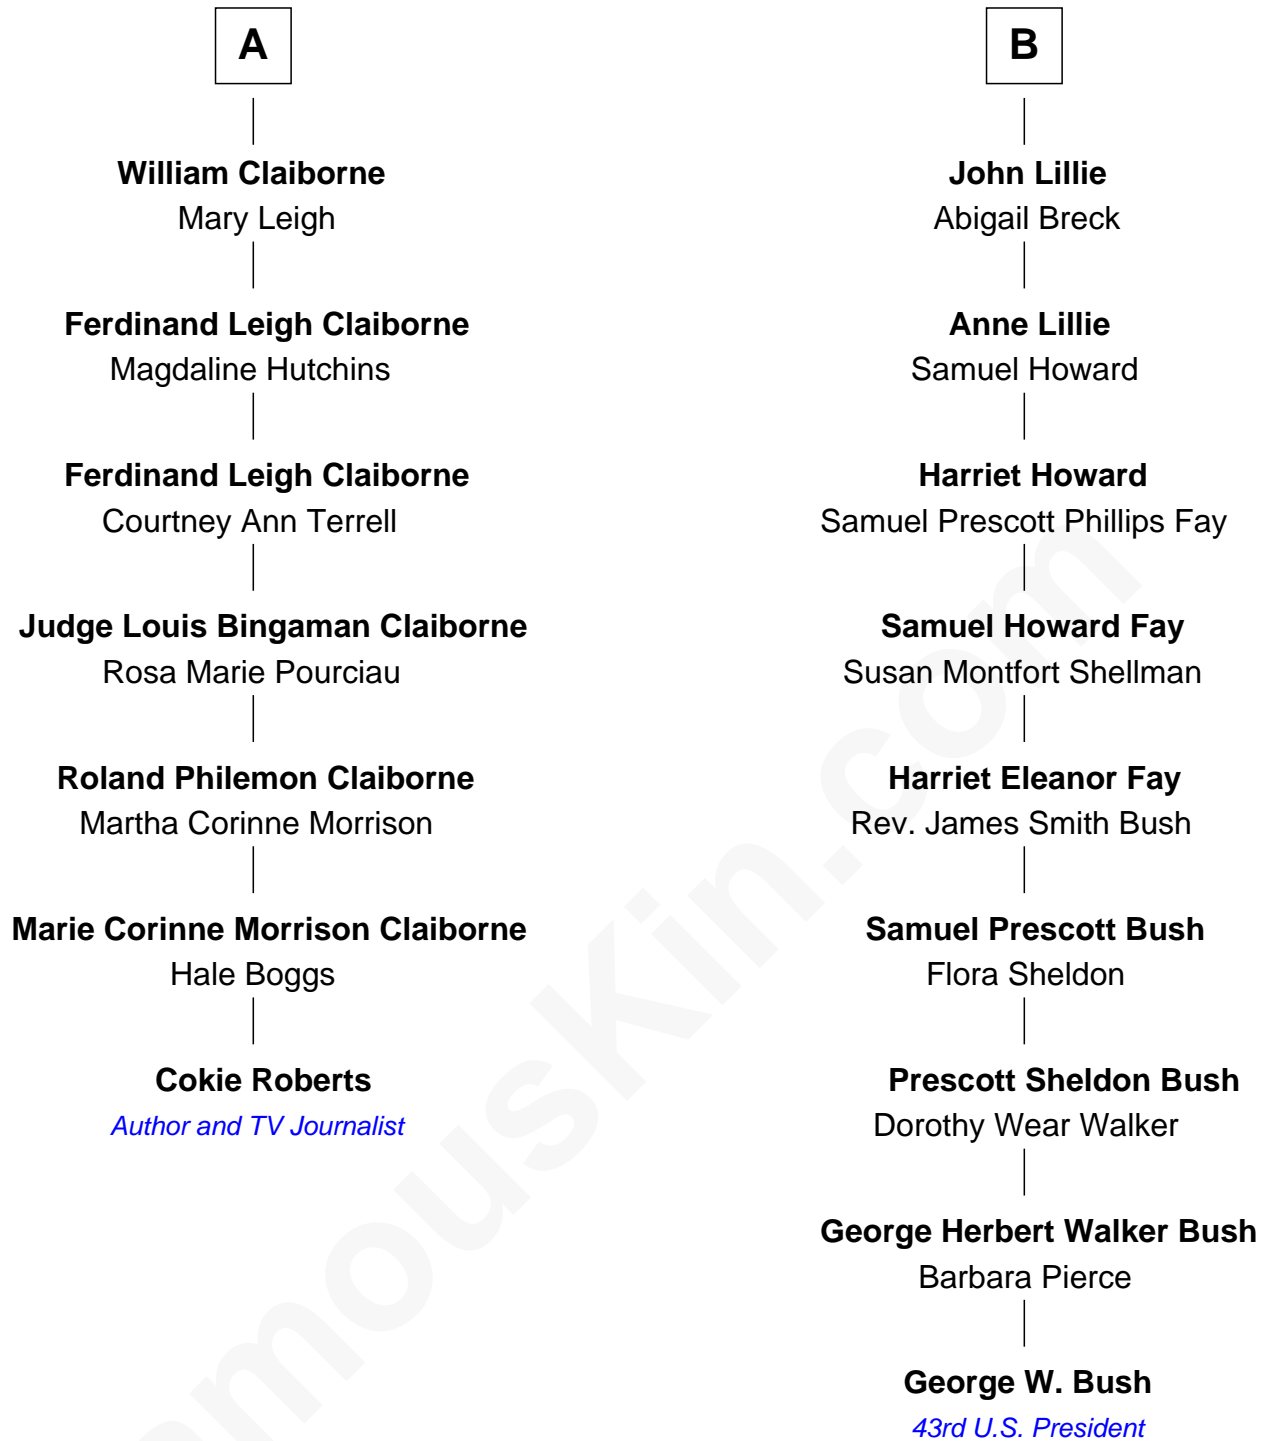 A
William Claiborne
Mary Leigh
Ferdinand Leigh Claiborne
Magdaline Hutchins
Ferdinand Leigh Claiborne
Courtney Ann Terrell
Judge Louis Bingaman Claiborne
Rosa Marie Pourciau
Roland Philemon Claiborne
Martha Corinne Morrison
Marie Corinne Morrison Claiborne
Hale Boggs
Cokie Roberts
Author and TV Journalist
B
John Lillie
Abigail Breck
Anne Lillie
Samuel Howard
Harriet Howard
Samuel Prescott Phillips Fay
Samuel Howard Fay
Susan Montfort Shellman
Harriet Eleanor Fay
Rev. James Smith Bush
Samuel Prescott Bush
Flora Sheldon
Prescott Sheldon Bush
Dorothy Wear Walker
George Herbert Walker Bush
Barbara Pierce
George W. Bush
43rd U.S. President
amouskin.com